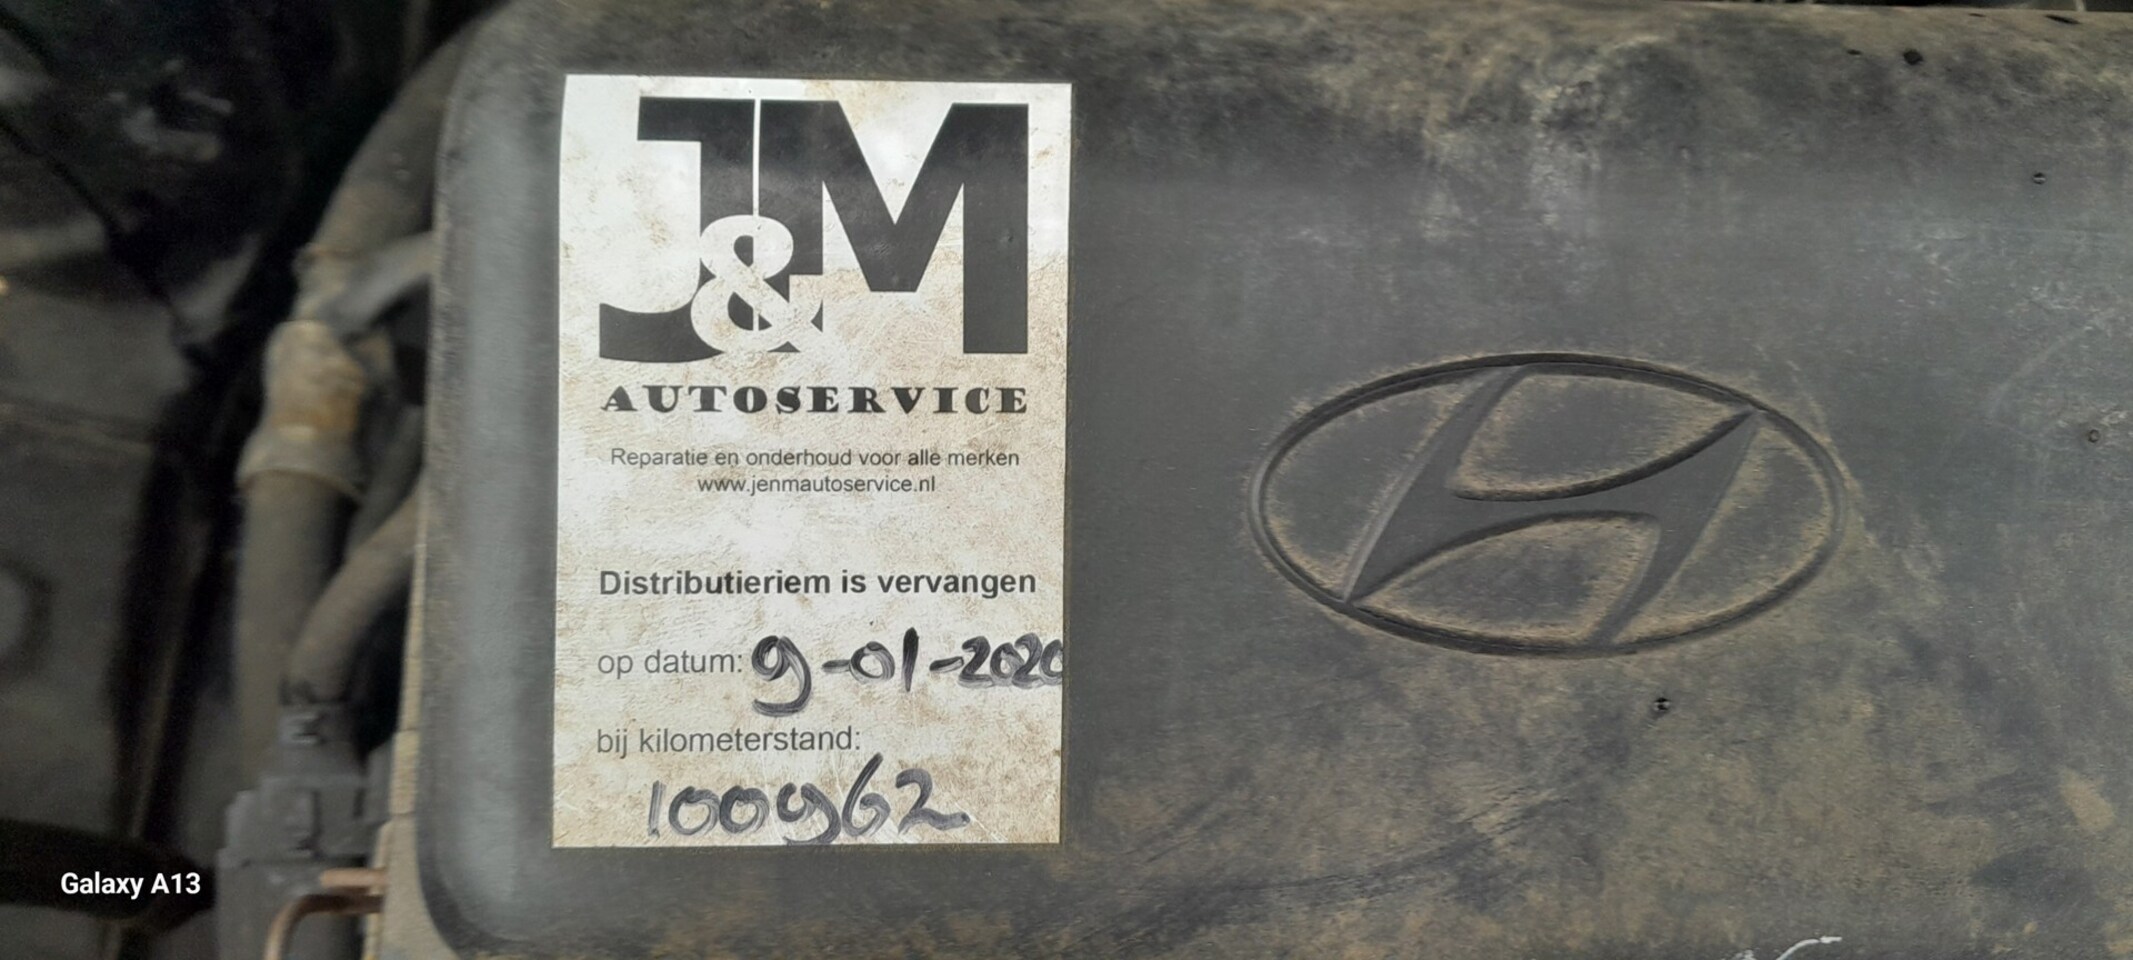 J&M
AUTOSERVICE
Reparatie en onderhoud voor alle merken
www.jenmautoservice.nl
Distributieriem is vervangen
op datum: 9-01-2020
bij kilometerstand:
100962
Galaxy A13